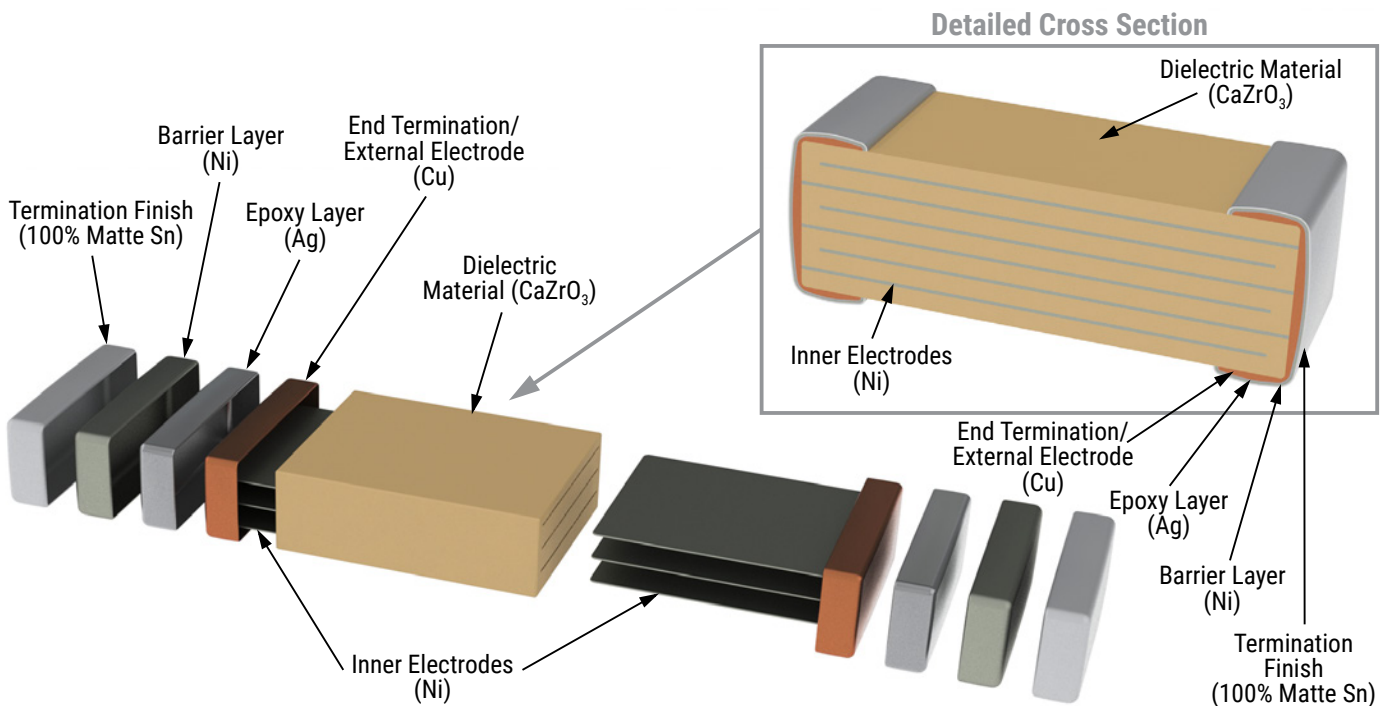 Detailed Cross Section
Dielectric Material
(CaZrO₃)
Inner Electrodes
(Ni)
End Termination/
External Electrode
(Cu)
Epoxy Layer
(Ag)
Barrier Layer
(Ni)
Termination
Finish
(100% Matte Sn)
Termination Finish
(100% Matte Sn)
Barrier Layer
(Ni)
Epoxy Layer
(Ag)
End Termination/
External Electrode
(Cu)
Dielectric
Material (CaZrO₃)
Inner Electrodes
(Ni)